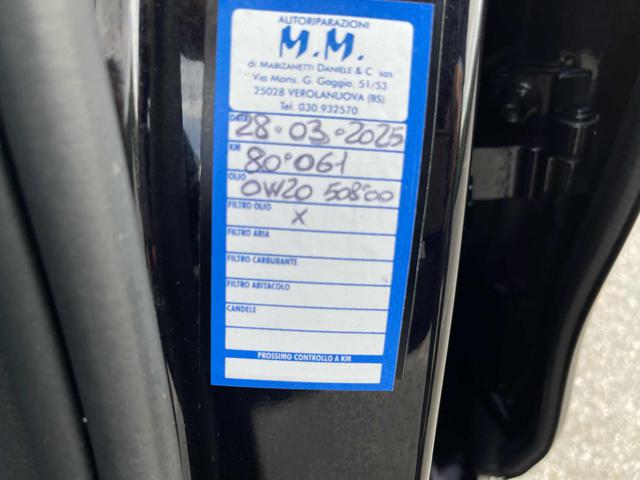 AUTORIPARAZIONI
M.M.
di MABIZANETTI DANIELE & C. sas
Via Mons. G. Gaggia, 51/53
25028 VEROLANUOVA (BS)
Tel. 030.932570
DATA 28.03.2025
KM 80.061
OLIO 0W20 508.00
FILTRO OLIO X
FILTRO ARIA
FILTRO CARBURANTE
FILTRO ABITACOLO
CANDELE
PROSSIMO CONTROLLO A KM